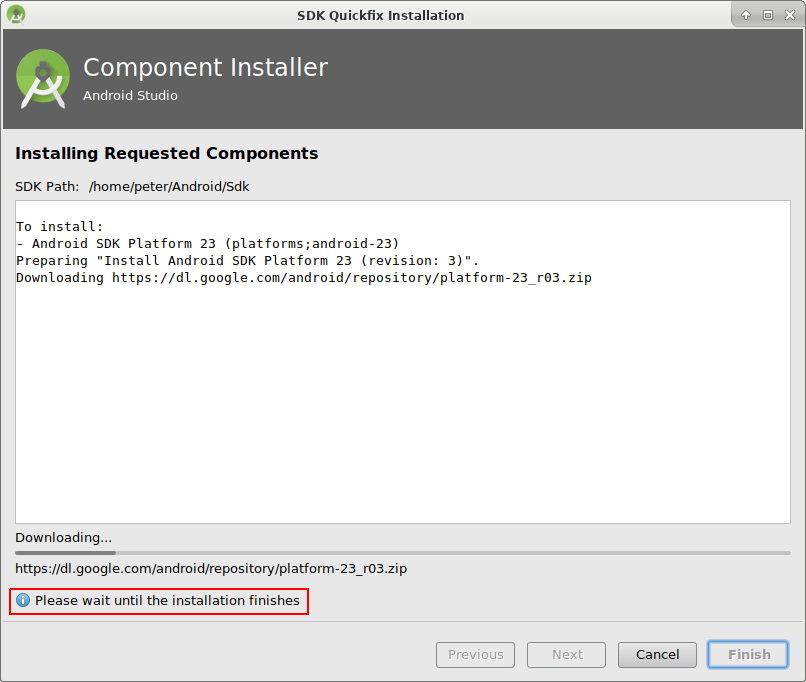 SDK Quickfix Installation
Component Installer
Android Studio
Installing Requested Components
SDK Path: /home/peter/Android/Sdk
To install:
- Android SDK Platform 23 (platforms;android-23)
Preparing "Install Android SDK Platform 23 (revision: 3)".
Downloading https://dl.google.com/android/repository/platform-23_r03.zip
Downloading...
https://dl.google.com/android/repository/platform-23_r03.zip
Please wait until the installation finishes
Previous Next Cancel Finish